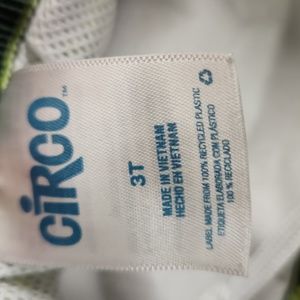 CiRCO™
3T
MADE IN VIETNAM
HECHO EN VIETNAM
LABEL MADE FROM 100% RECYCLED PLASTIC
ETIQUETA ELABORADA CON PLÁSTICO
100 % RECICLADO